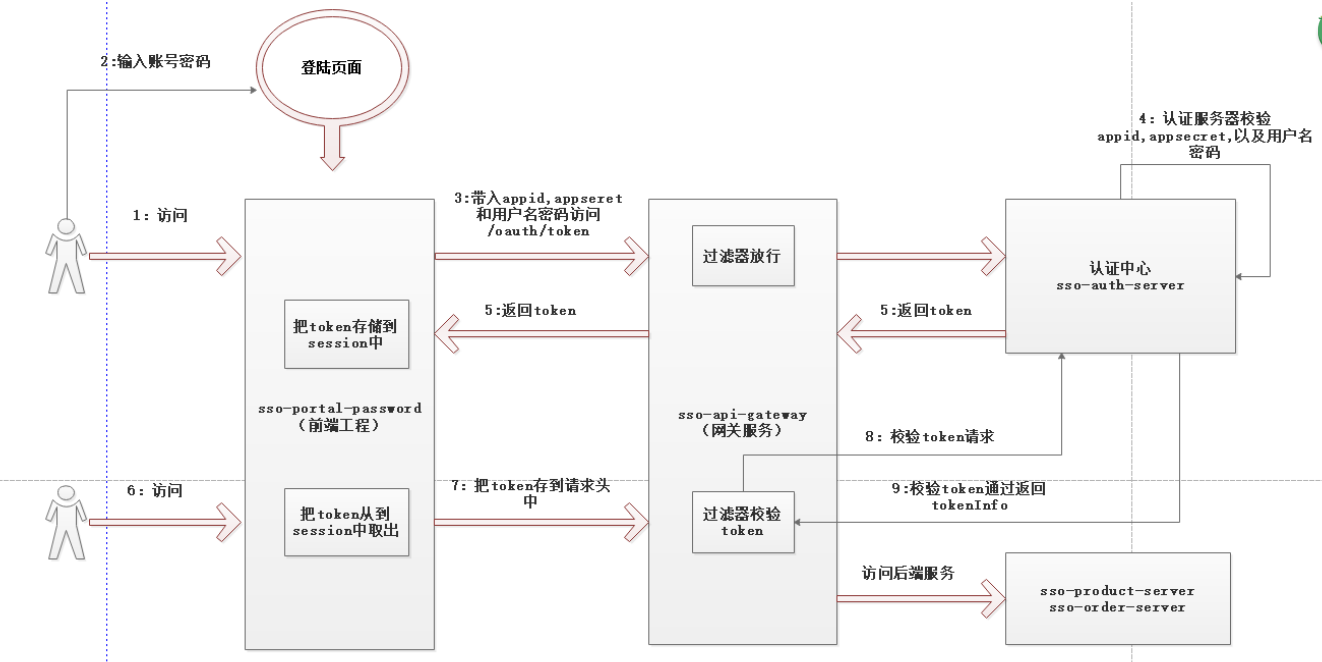 2:输入账号密码
登陆页面
4: 认证服务器校验
appid,appsecret,以及用户名
密码
1: 访问
3:带入appid,appseret
和用户名密码访问
/oauth/token
过滤器放行
认证中心
sso-auth-server
把token存储到
session中
5:返回token
5:返回token
sso-portal-password
（前端工程）
sso-api-gateway
（网关服务）
8: 校验token请求
6: 访问
7: 把token存到请求头
中
9:校验token通过返回
tokenInfo
把token从到
session中取出
过滤器校验
token
访问后端服务
sso-product-server
sso-order-server